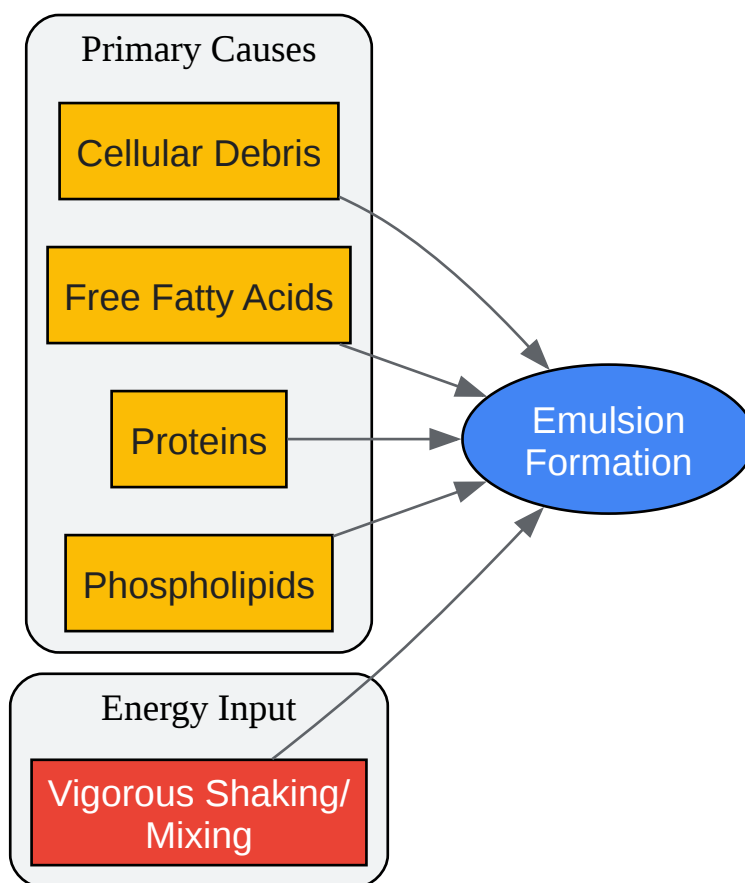 Primary Causes
Cellular Debris
Free Fatty Acids
Proteins
Phospholipids
Emulsion
Formation
Energy Input
Vigorous Shaking/
Mixing